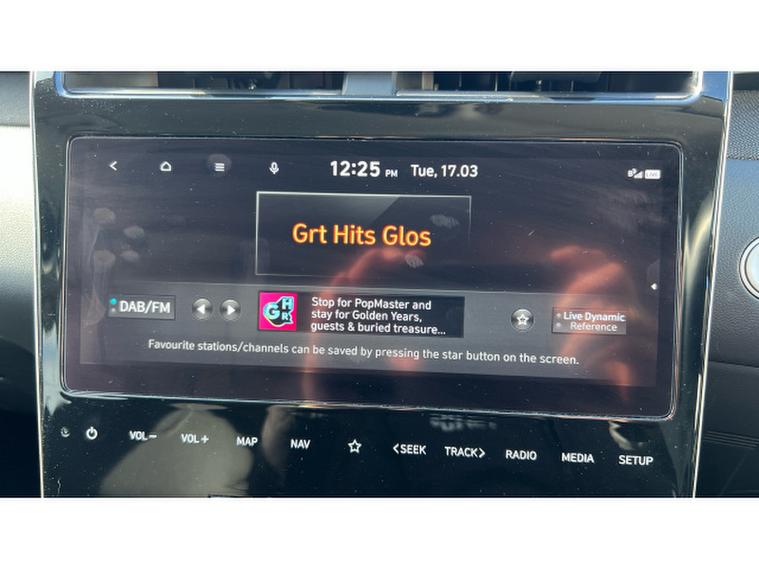 12:25 PM Tue, 17.03
LIVE
Grt Hits Glos
DAB/FM
GHR
Stop for PopMaster and
stay for Golden Years,
guests & buried treasure...
Live Dynamic
Reference
Favourite stations/channels can be saved by pressing the star button on the screen.
VOL− VOL+ MAP NAV <SEEK TRACK> RADIO MEDIA SETUP